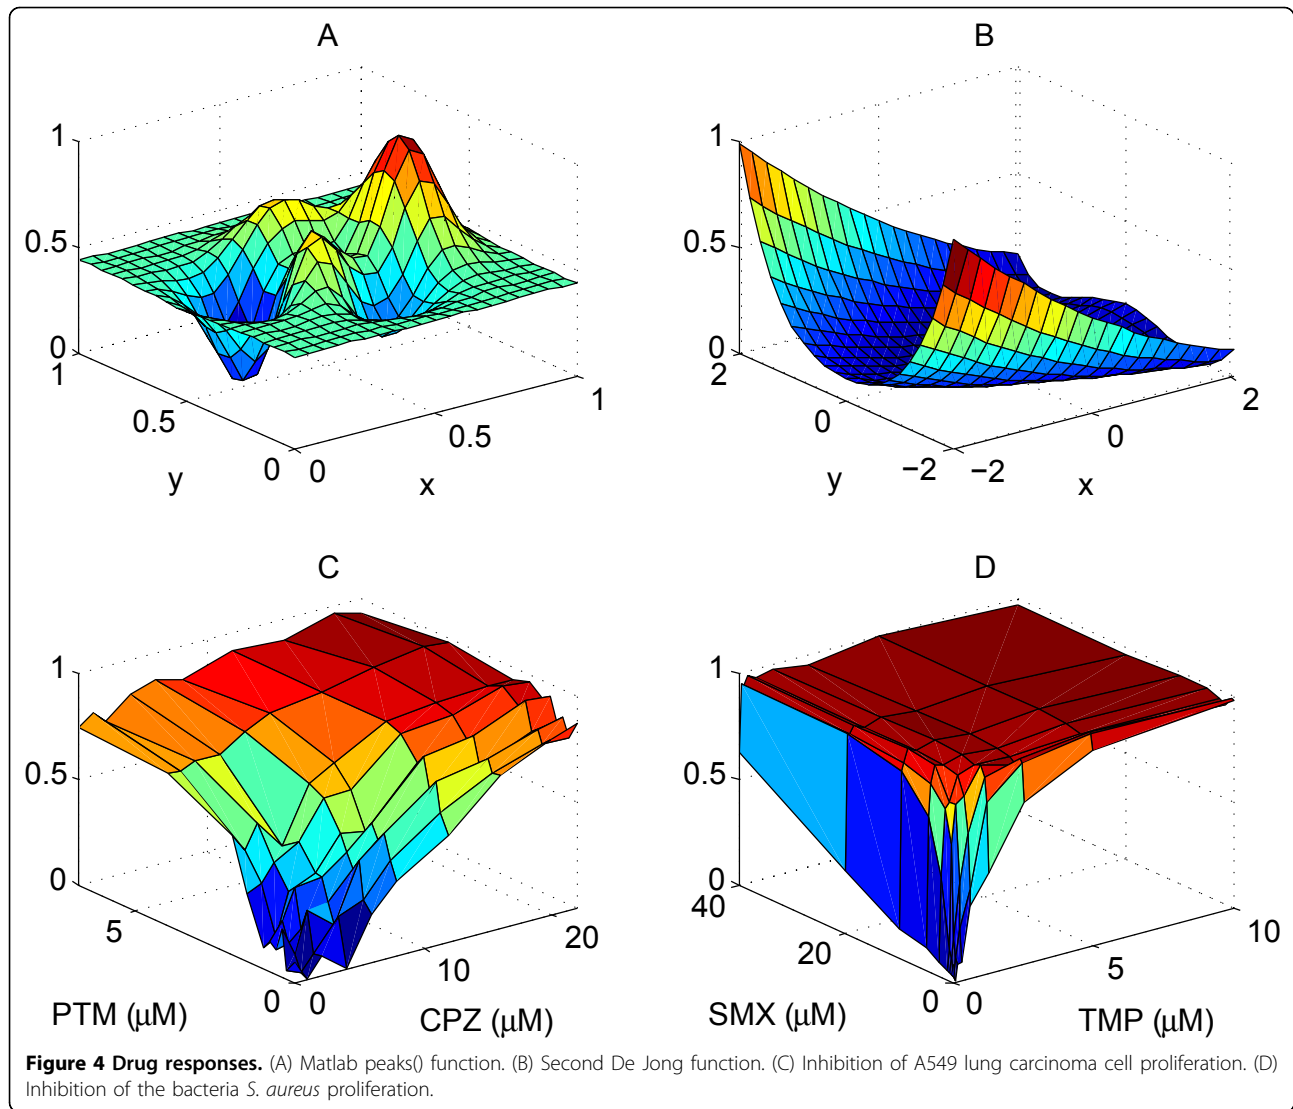 A
B
1
0.5
0
1
0.5
0
0
0.5
1
y
x
1
0.5
0
2
0
−2
−2
0
2
y
x
C
D
1
0.5
0
5
0
0
10
20
PTM (μM)
CPZ (μM)
1
0.5
0
40
20
0
0
5
10
SMX (μM)
TMP (μM)
Figure 4 Drug responses. (A) Matlab peaks() function. (B) Second De Jong function. (C) Inhibition of A549 lung carcinoma cell proliferation. (D)
Inhibition of the bacteria S. aureus proliferation.